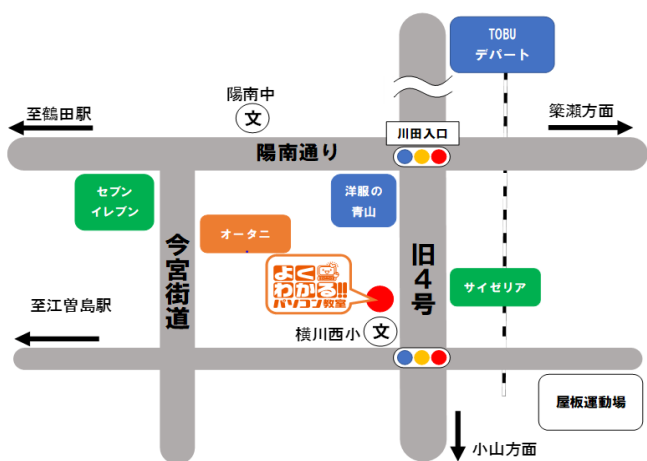 TOBU
デパート
陽南中
文
至鶴田駅
簗瀬方面
川田入口
陽南通り
セブン
イレブン
洋服の
青山
オータニ
今宮街道
旧4号
よく
わかる!!
パソコン教室
サイゼリア
至江曽島駅
横川西小
文
屋板運動場
小山方面